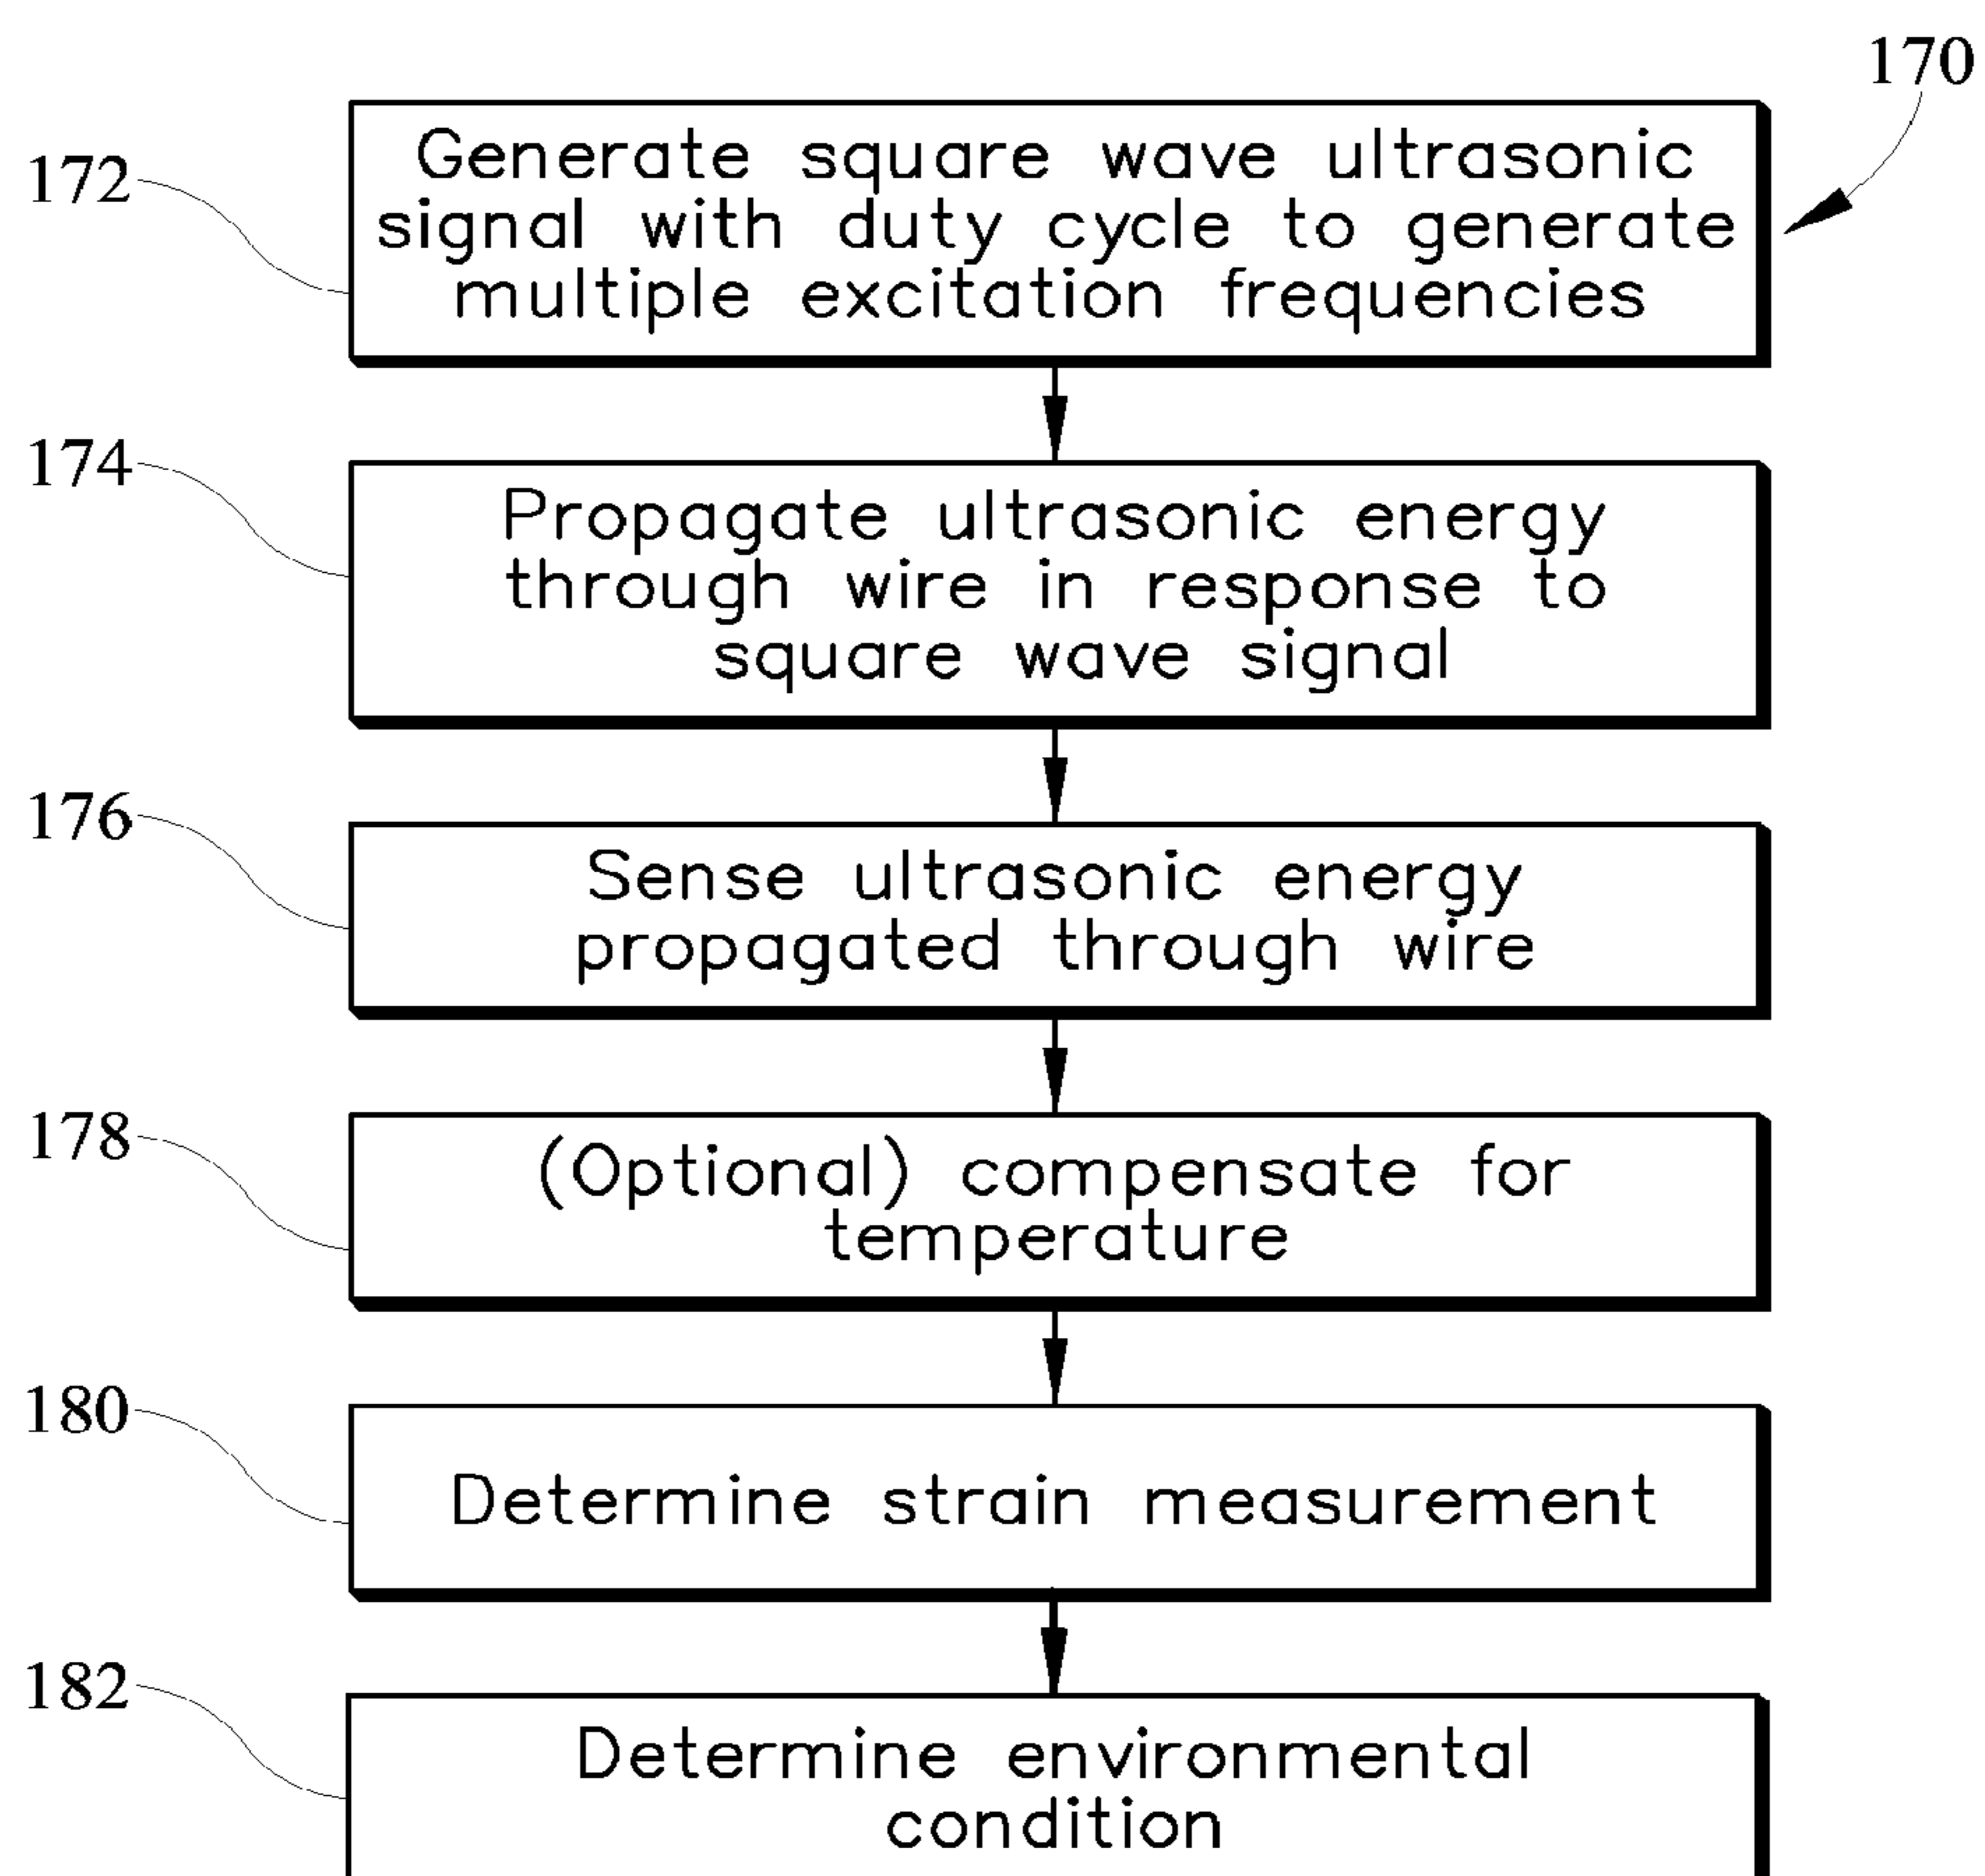 170
172
Generate square wave ultrasonic
signal with duty cycle to generate
multiple excitation frequencies
174
Propagate ultrasonic energy
through wire in response to
square wave signal
176
Sense ultrasonic energy
propagated through wire
178
(Optional) compensate for
temperature
180
Determine strain measurement
182
Determine environmental
condition